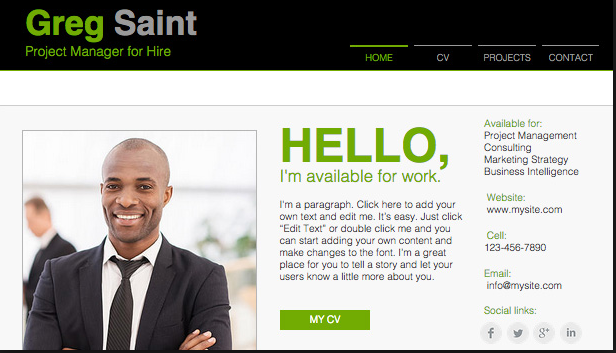 Greg Saint
Project Manager for Hire
HOME
CV
PROJECTS
CONTACT
HELLO,
I'm available for work.
I'm a paragraph. Click here to add your
own text and edit me. It's easy. Just click
"Edit Text" or double click me and you
can start adding your own content and
make changes to the font. I'm a great
place for you to tell a story and let your
users know a little more about you.
MY CV
Available for:
Project Management
Consulting
Marketing Strategy
Business Intelligence
Website:
www.mysite.com
Cell:
123-456-7890
Email:
info@mysite.com
Social links:
f
g+
in